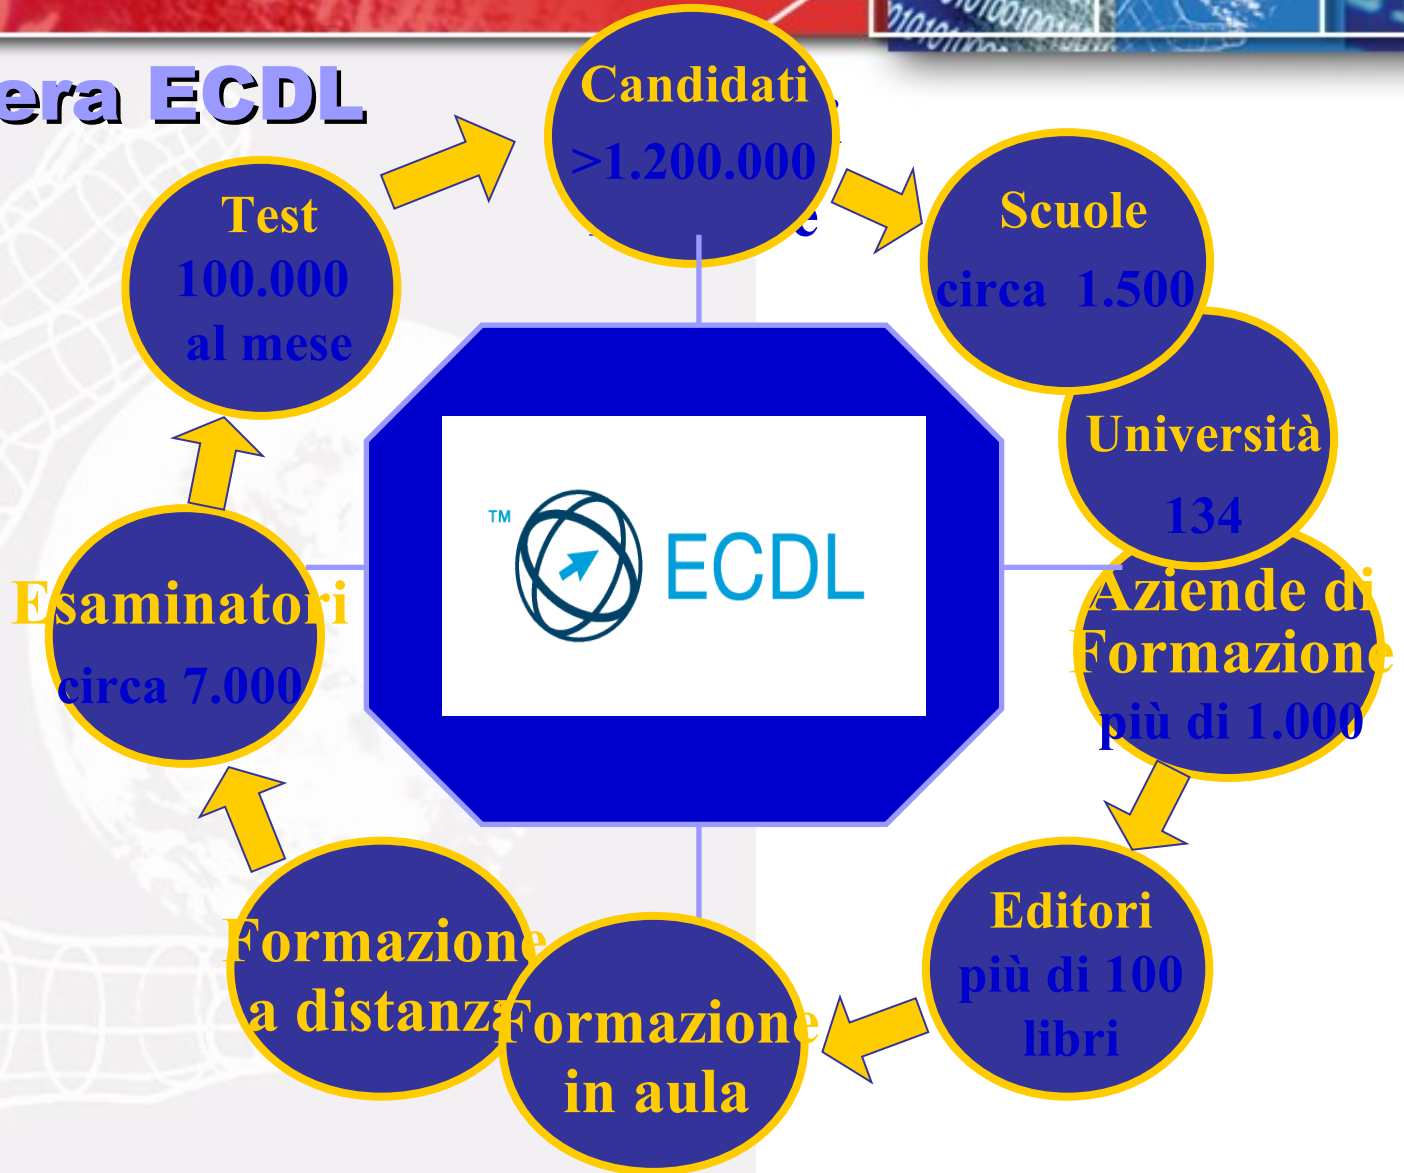 era ECDL
Candidati
>1.200.000
Scuole
circa 1.500
Università
134
Aziende di
Formazione
più di 1.000
Editori
più di 100
libri
Formazione
in aula
Formazione
a distanza
Esaminatori
circa 7.000
Test
100.000
al mese
TM
ECDL